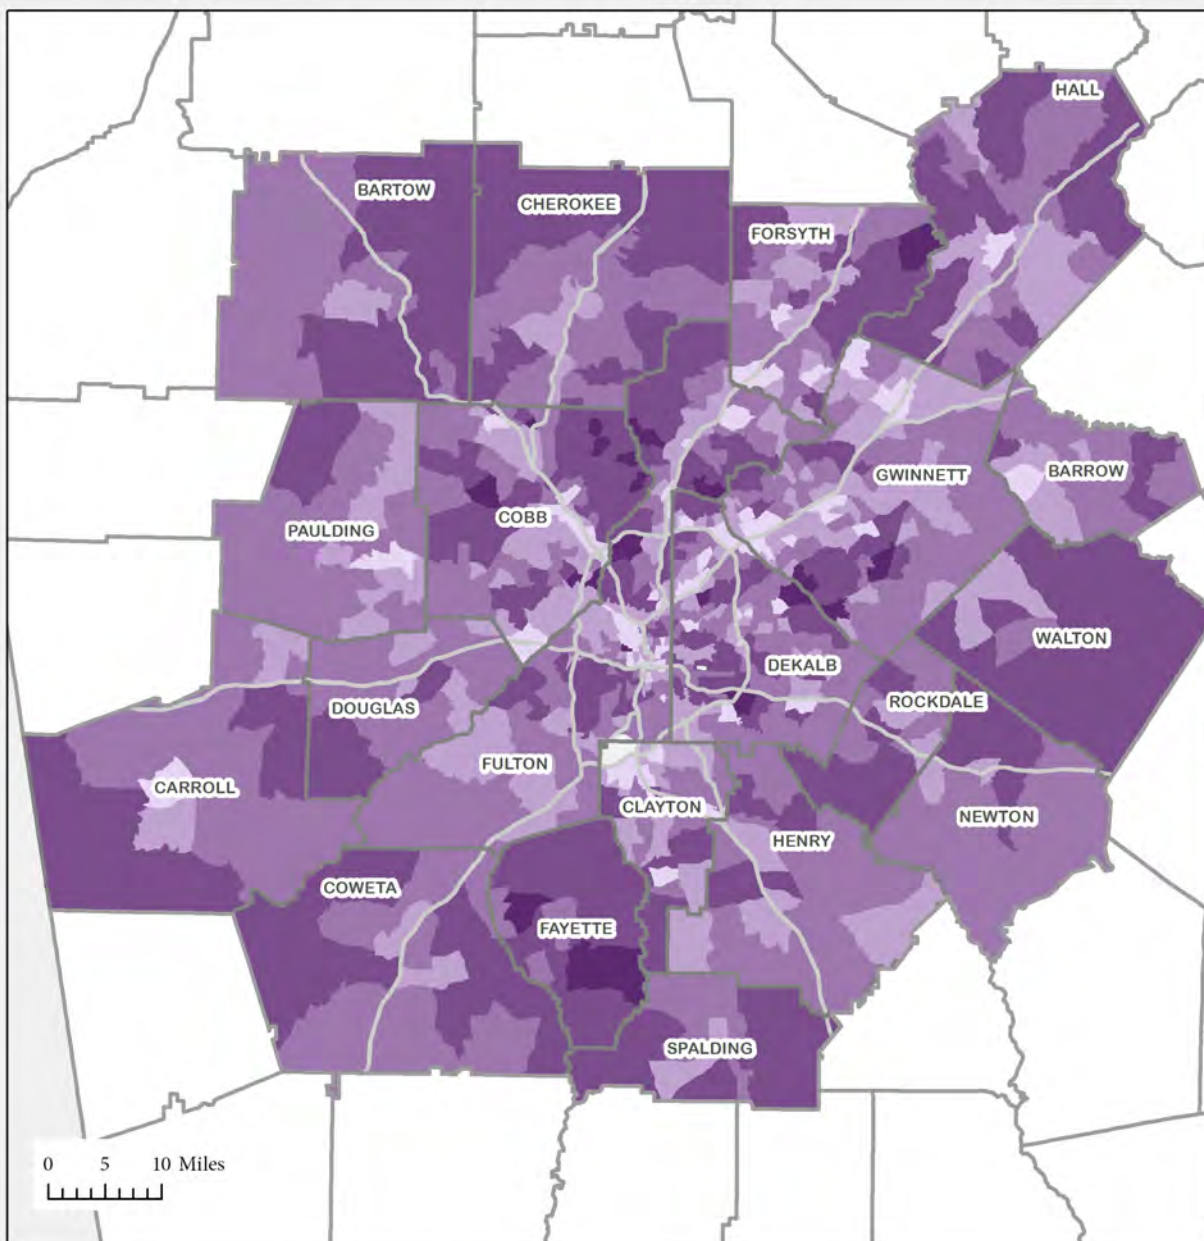 HALL
BARTOW
CHEROKEE
FORSYTH
GWINNETT
BARROW
COBB
PAULDING
WALTON
DEKALB
ROCKDALE
DOUGLAS
FULTON
CARROLL
CLAYTON
NEWTON
HENRY
COWETA
FAYETTE
SPALDING
0 5 10 Miles